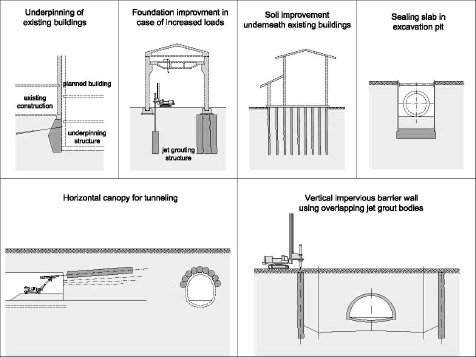 Underpinning of
existing buildings
planned building
existing
construction
underpinning
structure
Foundation improvment in
case of increased loads
jet grouting
structure
Soil improvement
underneath existing buildings
Sealing slab in
excavation pit
Horizontal canopy for tunneling
Vertical impervious barrier wall
using overlapping jet grout bodies